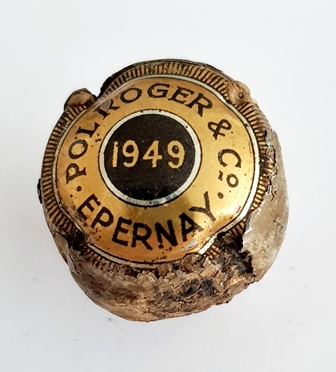 POL ROGER & Co.
1949
EPERNAY